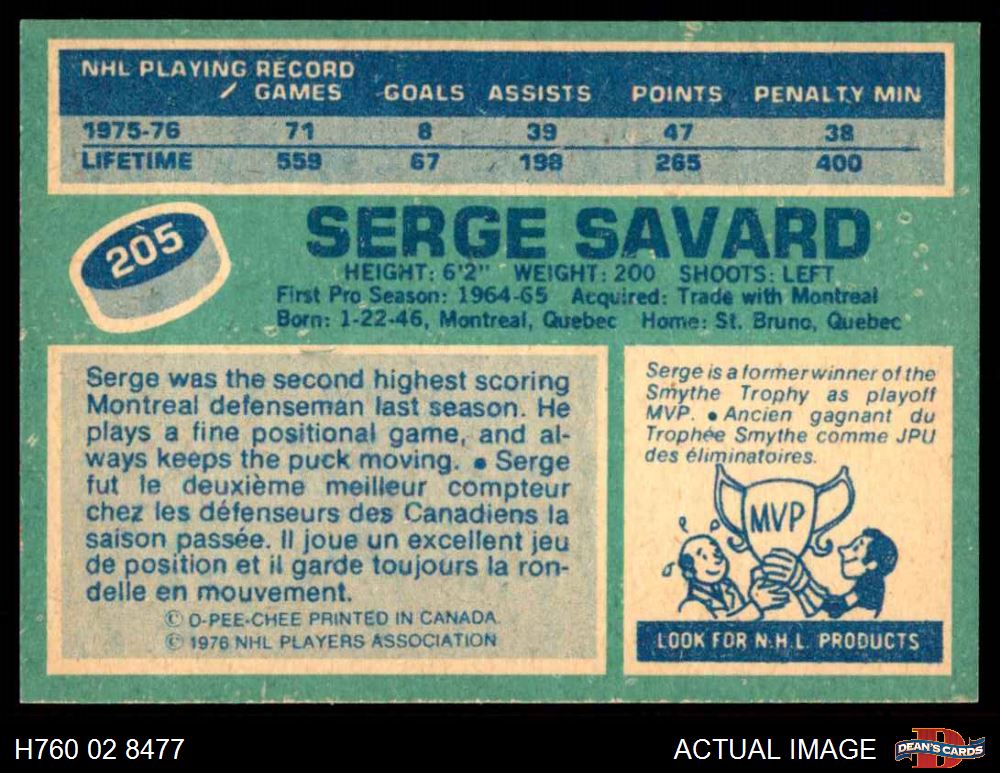 NHL PLAYING RECORD
GAMES GOALS ASSISTS POINTS PENALTY MIN
1975-76 71 8 39 47 38
LIFETIME 559 67 198 265 400
205
SERGE SAVARD
HEIGHT: 6'2" WEIGHT: 200 SHOOTS: LEFT
First Pro Season: 1964-65 Acquired: Trade with Montreal
Born: 1-22-46, Montreal, Quebec Home: St. Bruno, Quebec
Serge was the second highest scoring
Montreal defenseman last season. He
plays a fine positional game, and al-
ways keeps the puck moving. • Serge
fut le deuxième meilleur compteur
chez les défenseurs des Canadiens la
saison passée. Il joue un excellent jeu
de position et il garde toujours la ron-
delle en mouvement.
© O-PEE-CHEE PRINTED IN CANADA
© 1976 NHL PLAYERS ASSOCIATION
Serge is a former winner of the
Smythe Trophy as playoff
MVP. • Ancien gagnant du
Trophée Smythe comme JPU
des éliminatoires.
MVP
LOOK FOR N.H.L. PRODUCTS
H760 02 8477
ACTUAL IMAGE
D
DEAN'S CARDS